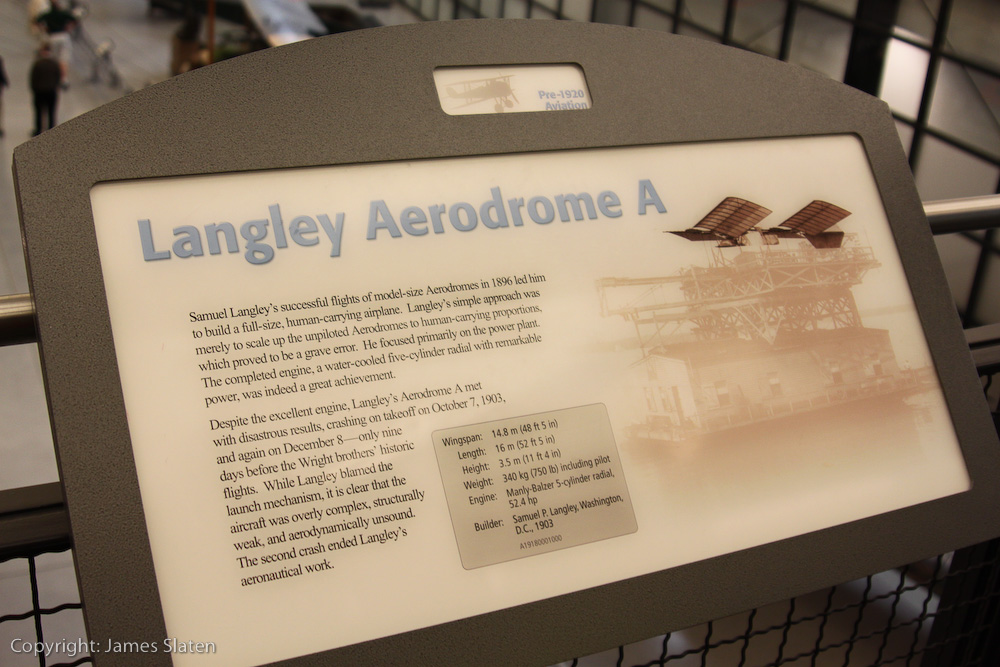 Pre-1920
Aviation
Langley Aerodrome A
Samuel Langley's successful flights of model-size Aerodromes in 1896 led him
to build a full-size, human-carrying airplane. Langley's simple approach was
merely to scale up the unpiloted Aerodromes to human-carrying proportions,
which proved to be a grave error. He focused primarily on the power plant.
The completed engine, a water-cooled five-cylinder radial with remarkable
power, was indeed a great achievement.
Despite the excellent engine, Langley's Aerodrome A met
with disastrous results, crashing on takeoff on October 7, 1903,
and again on December 8—only nine
days before the Wright brothers' historic
flights. While Langley blamed the
launch mechanism, it is clear that the
aircraft was overly complex, structurally
weak, and aerodynamically unsound.
The second crash ended Langley's
aeronautical work.
Wingspan: 14.8 m (48 ft 5 in)
Length: 16 m (52 ft 5 in)
Height: 3.5 m (11 ft 4 in)
Weight: 340 kg (750 lb) including pilot
Engine: Manly-Balzer 5-cylinder radial,
52.4 hp
Builder: Samuel P. Langley, Washington,
D.C., 1903
A19180001000
Copyright: James Slaten